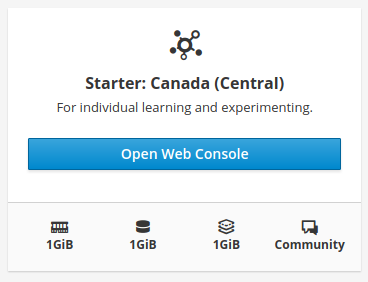 Starter: Canada (Central)
For individual learning and experimenting.
Open Web Console
1GiB 1GiB 1GiB Community